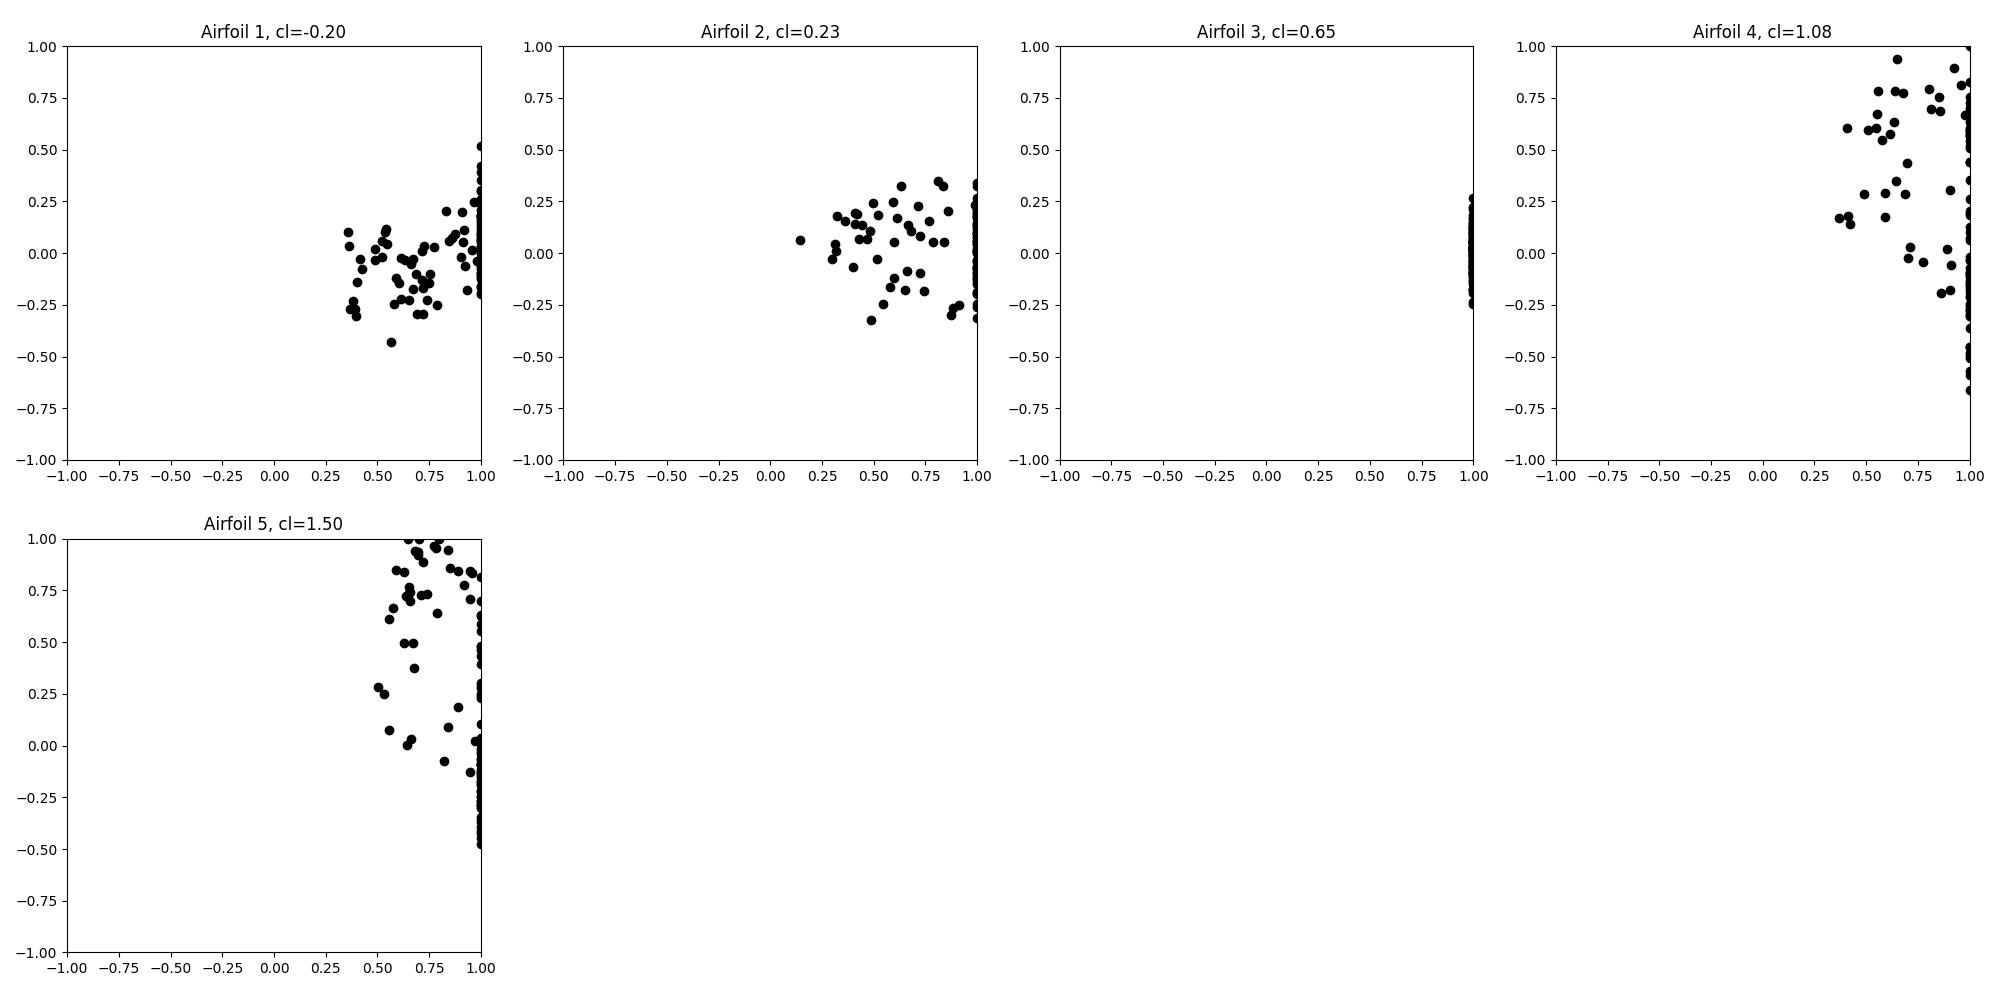 Airfoil 1, cl=-0.20
Airfoil 2, cl=0.23
Airfoil 3, cl=0.65
Airfoil 4, cl=1.08
1.00 1.00 1.00 1.00
0.75 0.75 0.75 0.75
0.50 0.50 0.50 0.50
0.25 0.25 0.25 0.25
0.00 0.00 0.00 0.00
−0.25 −0.25 −0.25 −0.25
−0.50 −0.50 −0.50 −0.50
−0.75 −0.75 −0.75 −0.75
−1.00 −1.00 −1.00 −1.00
−1.00 −0.75 −0.50 −0.25 0.00 0.25 0.50 0.75 1.00
−1.00 −0.75 −0.50 −0.25 0.00 0.25 0.50 0.75 1.00
−1.00 −0.75 −0.50 −0.25 0.00 0.25 0.50 0.75 1.00
−1.00 −0.75 −0.50 −0.25 0.00 0.25 0.50 0.75 1.00
Airfoil 5, cl=1.50
1.00
0.75
0.50
0.25
0.00
−0.25
−0.50
−0.75
−1.00
−1.00 −0.75 −0.50 −0.25 0.00 0.25 0.50 0.75 1.00